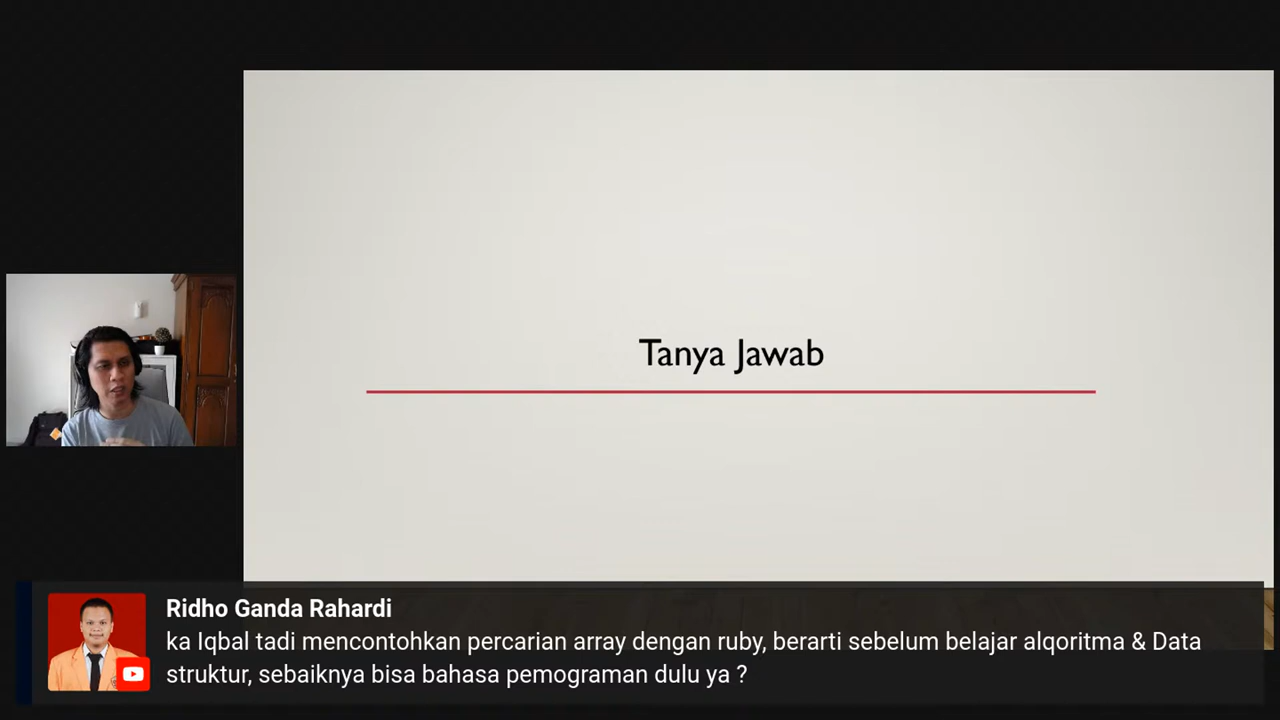 Tanya Jawab
Ridho Ganda Rahardi
ka Iqbal tadi mencontohkan percarian array dengan ruby, berarti sebelum belajar alqoritma & Data
struktur, sebaiknya bisa bahasa pemograman dulu ya ?